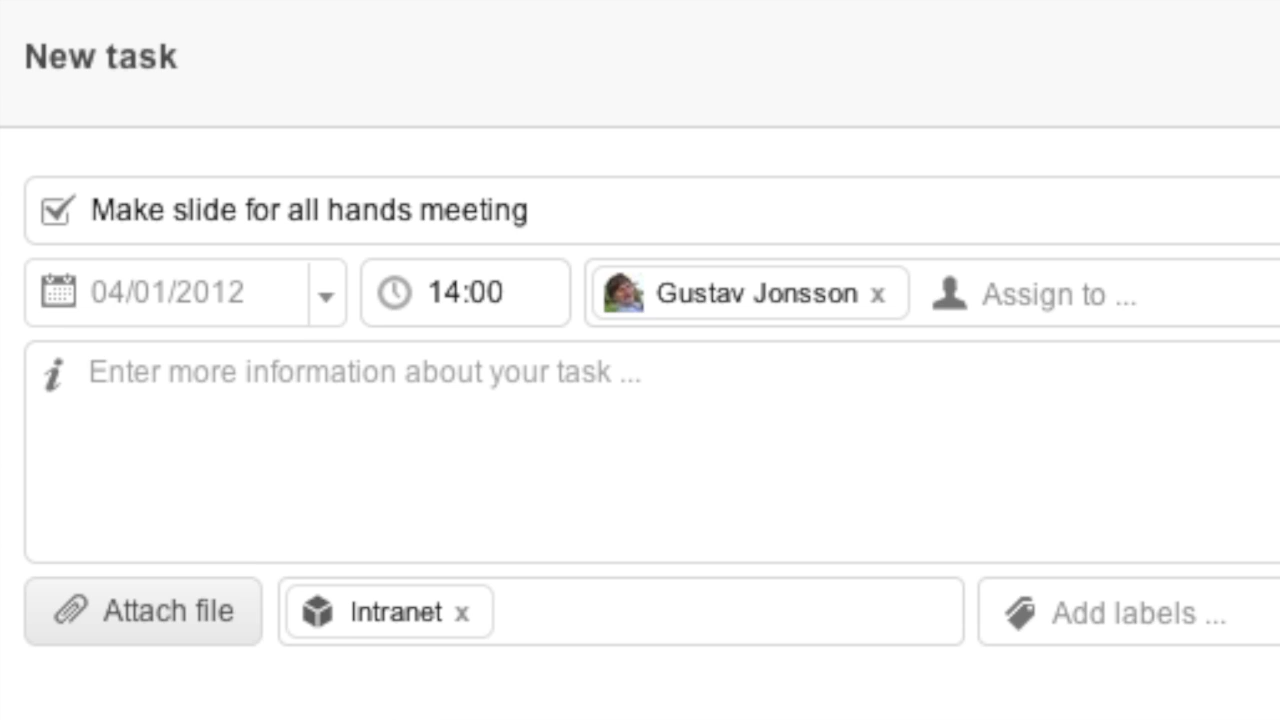 New task
Make slide for all hands meeting
04/01/2012 14:00 Gustav Jonsson x Assign to ...
Enter more information about your task ...
Attach file Intranet x Add labels ...